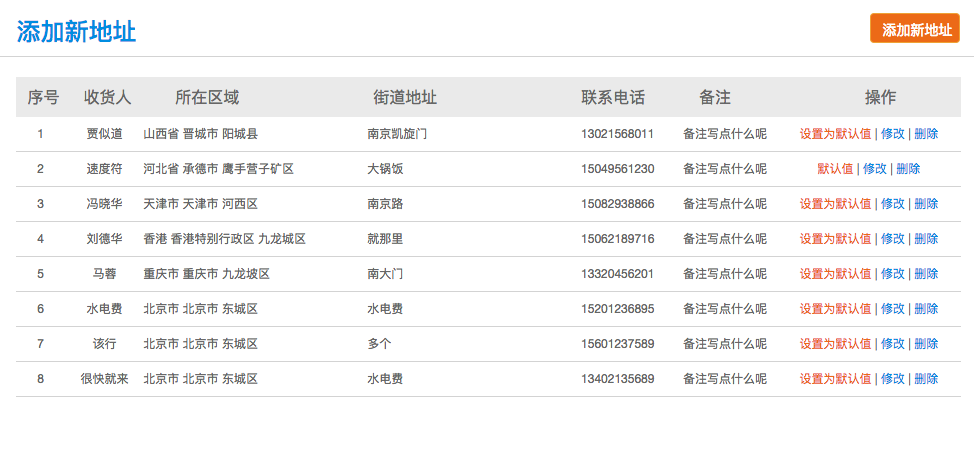 添加新地址
添加新地址
序号 收货人 所在区域 街道地址 联系电话 备注 操作
1 贾似道 山西省 晋城市 阳城县 南京凯旋门 13021568011 备注写点什么呢 设置为默认值 | 修改 | 删除
2 速度符 河北省 承德市 鹰手营子矿区 大锅饭 15049561230 备注写点什么呢 默认值 | 修改 | 删除
3 冯晓华 天津市 天津市 河西区 南京路 15082938866 备注写点什么呢 设置为默认值 | 修改 | 删除
4 刘德华 香港 香港特别行政区 九龙城区 就那里 15062189716 备注写点什么呢 设置为默认值 | 修改 | 删除
5 马蓉 重庆市 重庆市 九龙坡区 南大门 13320456201 备注写点什么呢 设置为默认值 | 修改 | 删除
6 水电费 北京市 北京市 东城区 水电费 15201236895 备注写点什么呢 设置为默认值 | 修改 | 删除
7 该行 北京市 北京市 东城区 多个 15601237589 备注写点什么呢 设置为默认值 | 修改 | 删除
8 很快就来 北京市 北京市 东城区 水电费 13402135689 备注写点什么呢 设置为默认值 | 修改 | 删除